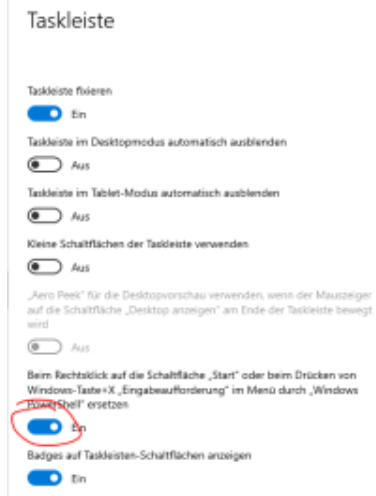 Taskleiste
Taskleiste fixieren
Ein
Taskleiste im Desktopmodus automatisch ausblenden
Aus
Taskleiste im Tablet-Modus automatisch ausblenden
Aus
Kleine Schaltflächen der Taskleiste verwenden
Aus
„Aero Peek" für die Desktopvorschau verwenden, wenn der Mauszeiger
auf die Schaltfläche „Desktop anzeigen" am Ende der Taskleiste bewegt
wird
Aus
Beim Rechtsklick auf die Schaltfläche „Start" oder beim Drücken von
Windows-Taste+X „Eingabeaufforderung" im Menü durch „Windows
PowerShell" ersetzen
Ein
Badges auf Taskleisten-Schaltflächen anzeigen
Ein